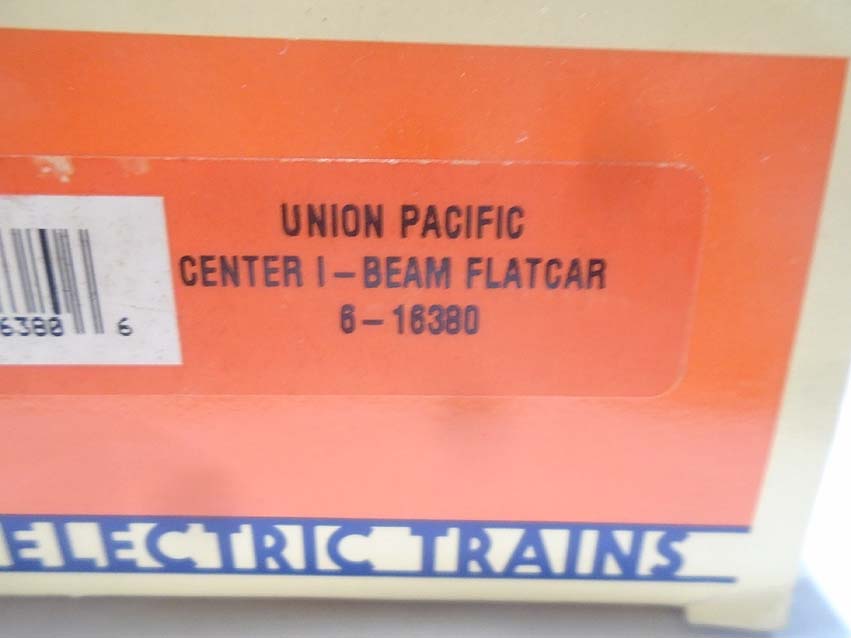 UNION PACIFIC
CENTER I-BEAM FLATCAR
6-16380
6380 6
ELECTRIC TRAINS